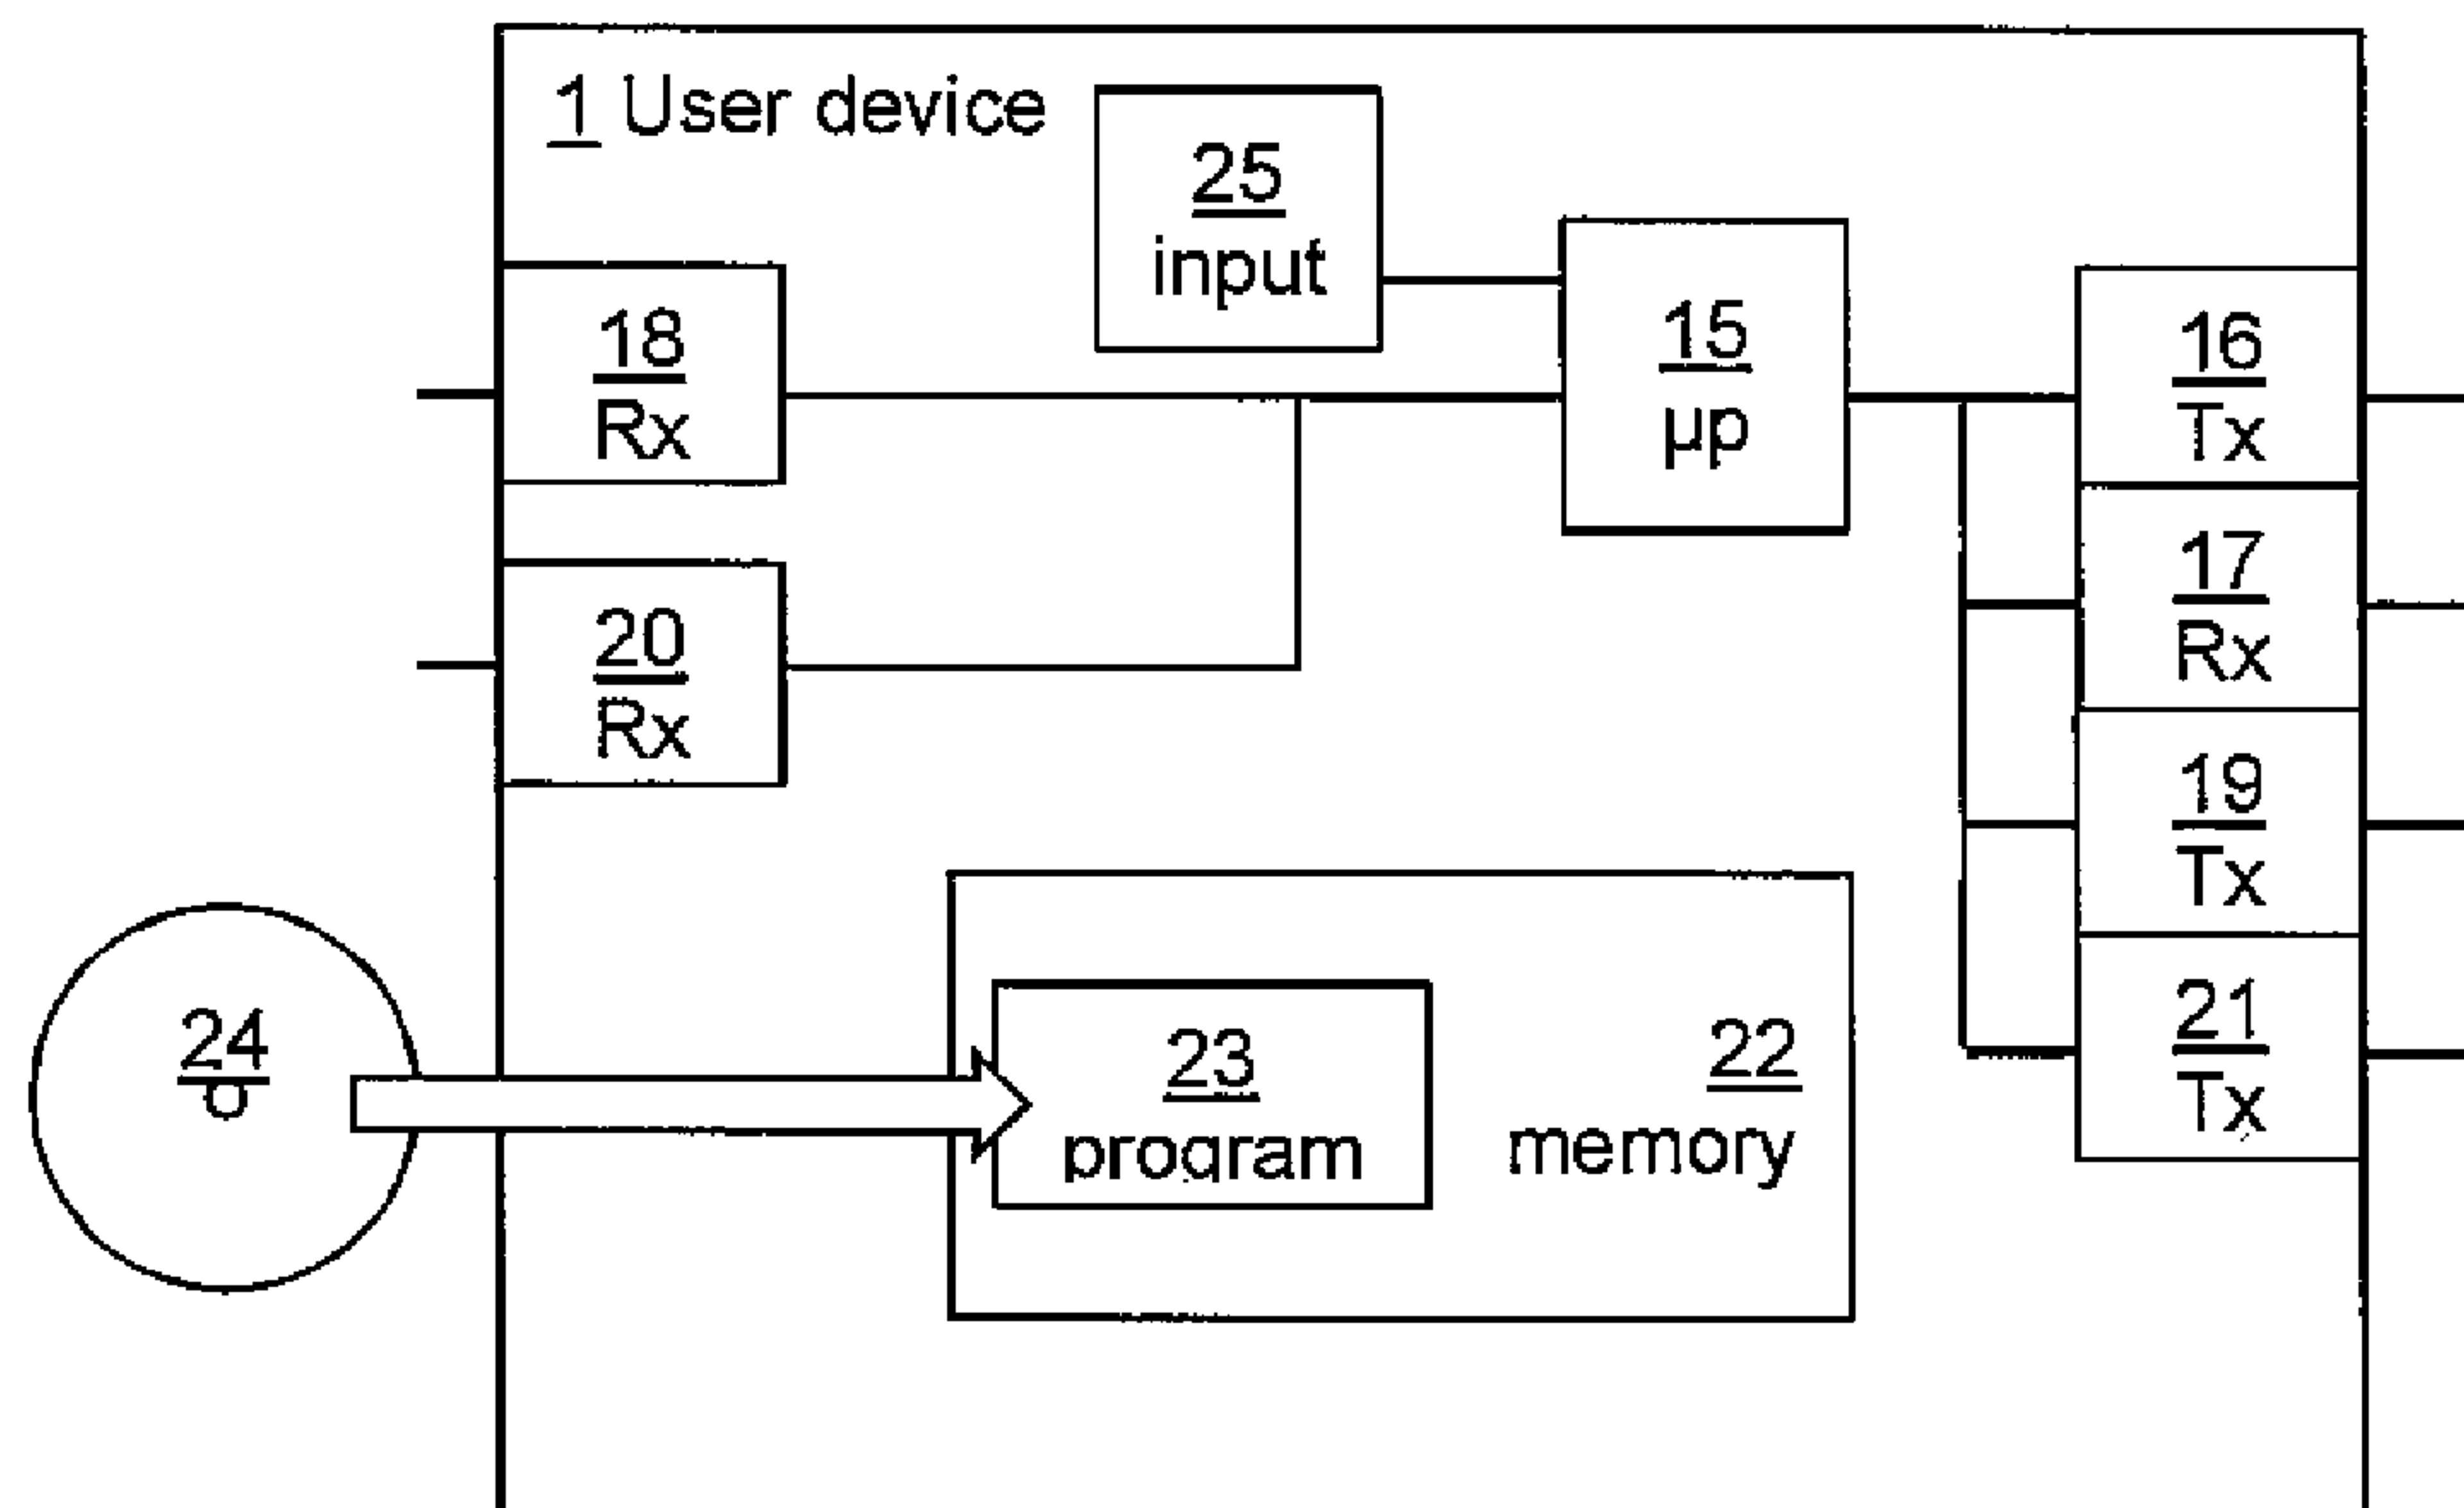 1 User device
25
input
18
Rx
15
µp
16
Tx
20
Rx
17
Rx
19
Tx
24
23
program
22
memory
21
Tx